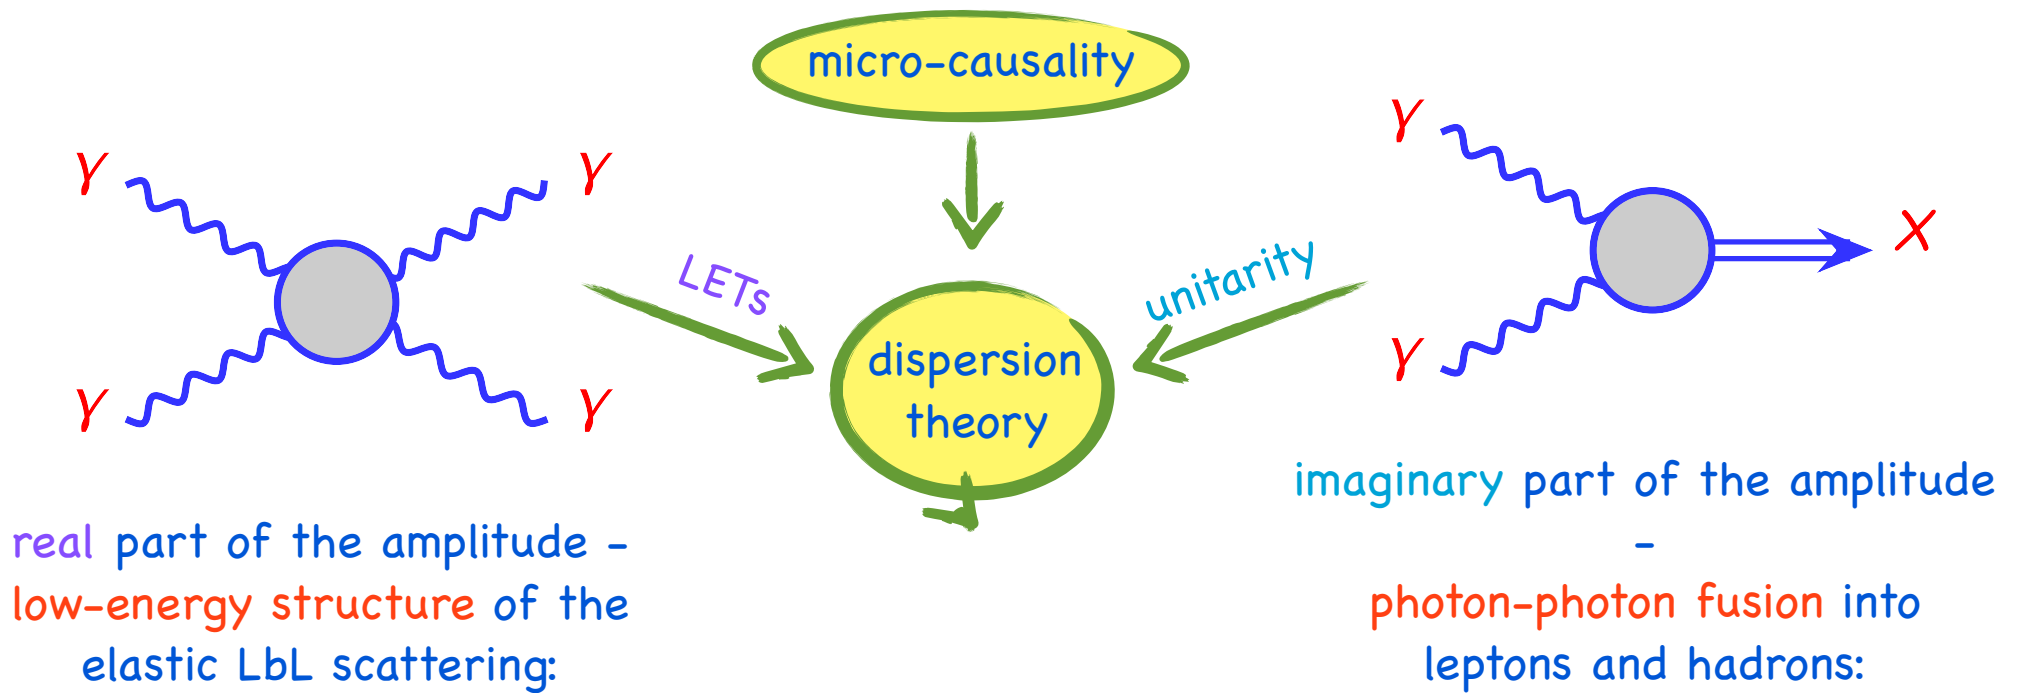 micro-causality
γ
γ
γ
γ
LETs
dispersion
theory
unitarity
γ
γ
X
real part of the amplitude -
low-energy structure of the
elastic LbL scattering:
imaginary part of the amplitude
-
photon-photon fusion into
leptons and hadrons: